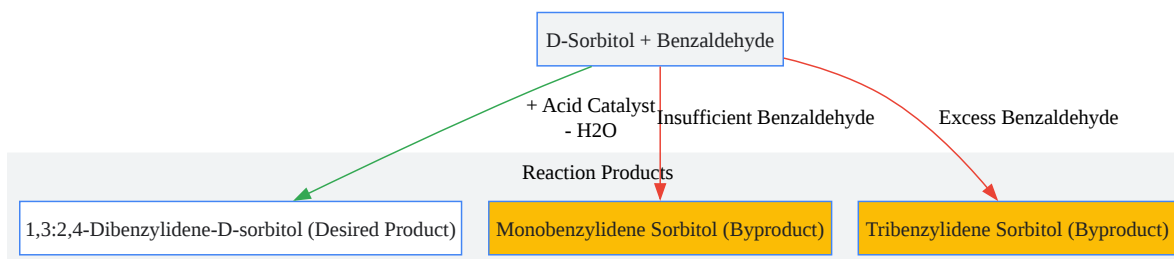 D-Sorbitol + Benzaldehyde
+ Acid Catalyst
- H2O
Insufficient Benzaldehyde
Excess Benzaldehyde
Reaction Products
1,3:2,4-Dibenzylidene-D-sorbitol (Desired Product)
Monobenzylidene Sorbitol (Byproduct)
Tribenzylidene Sorbitol (Byproduct)